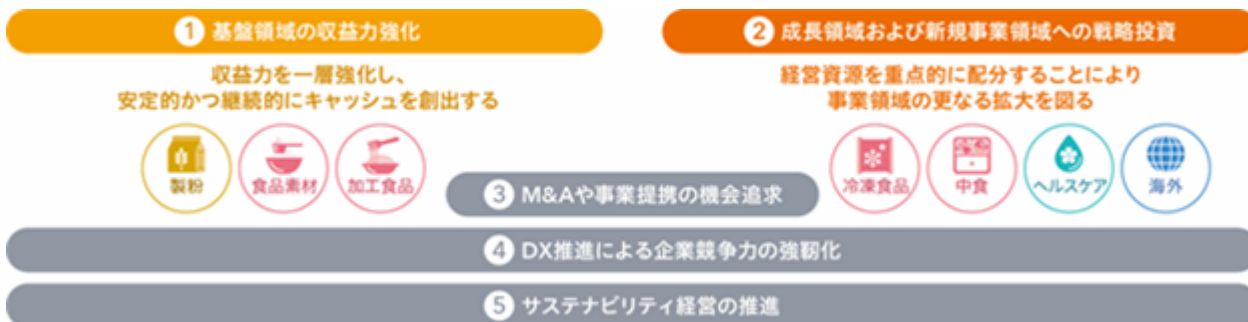 1 基盤領域の収益力強化
収益力を一層強化し、
安定的かつ継続的にキャッシュを創出する
製粉
食品素材
加工食品
2 成長領域および新規事業領域への戦略投資
経営資源を重点的に配分することにより
事業領域の更なる拡大を図る
冷凍食品
中食
ヘルスケア
海外
3 M&Aや事業提携の機会追求
4 DX推進による企業競争力の強靭化
5 サステナビリティ経営の推進